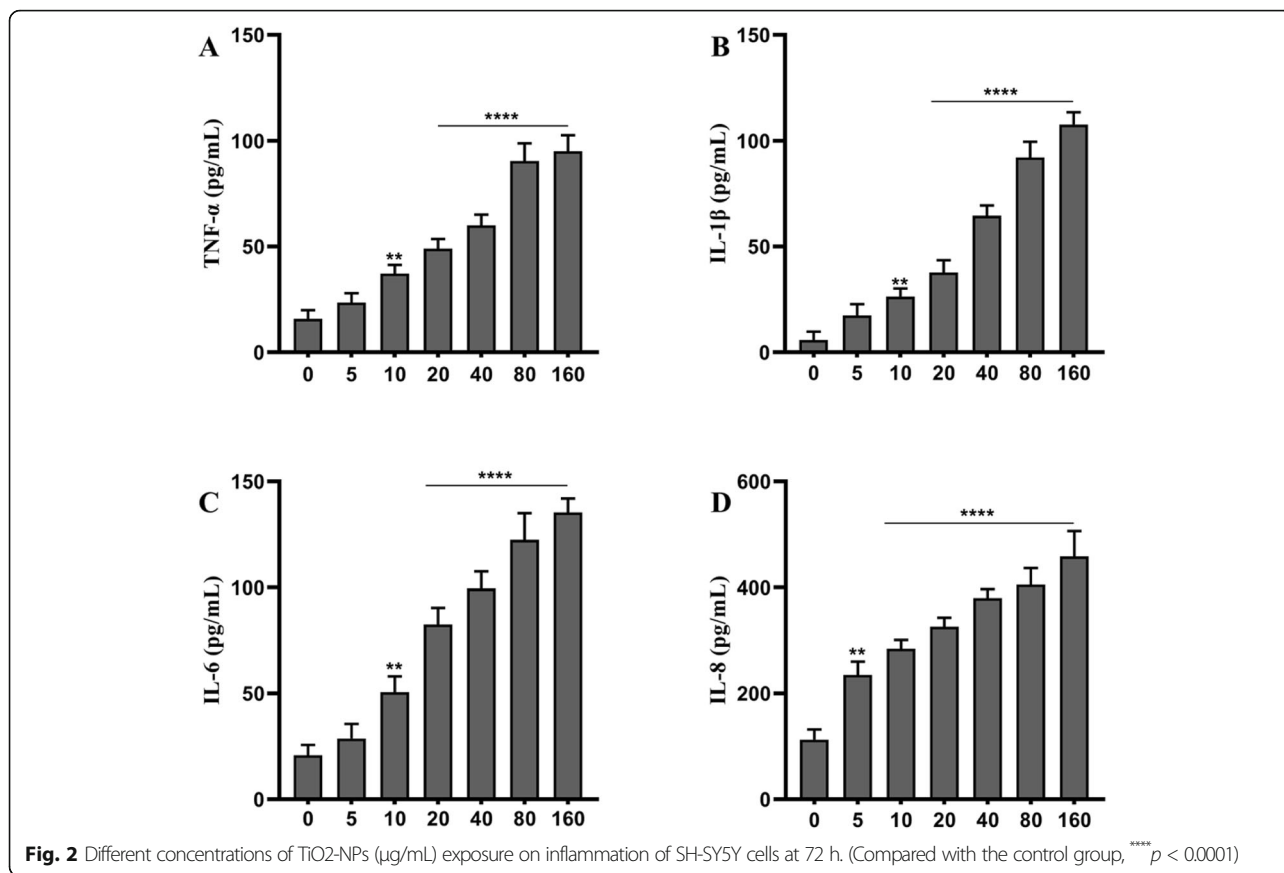 A
TNF-α (pg/mL)
150
100
50
0
**
****
0 5 10 20 40 80 160
B
IL-1β (pg/mL)
150
100
50
0
**
****
0 5 10 20 40 80 160
C
IL-6 (pg/mL)
150
100
50
0
**
****
0 5 10 20 40 80 160
D
IL-8 (pg/mL)
600
400
200
0
**
****
0 5 10 20 40 80 160
Fig. 2 Different concentrations of TiO2-NPs (μg/mL) exposure on inflammation of SH-SY5Y cells at 72 h. (Compared with the control group, ****p < 0.0001)